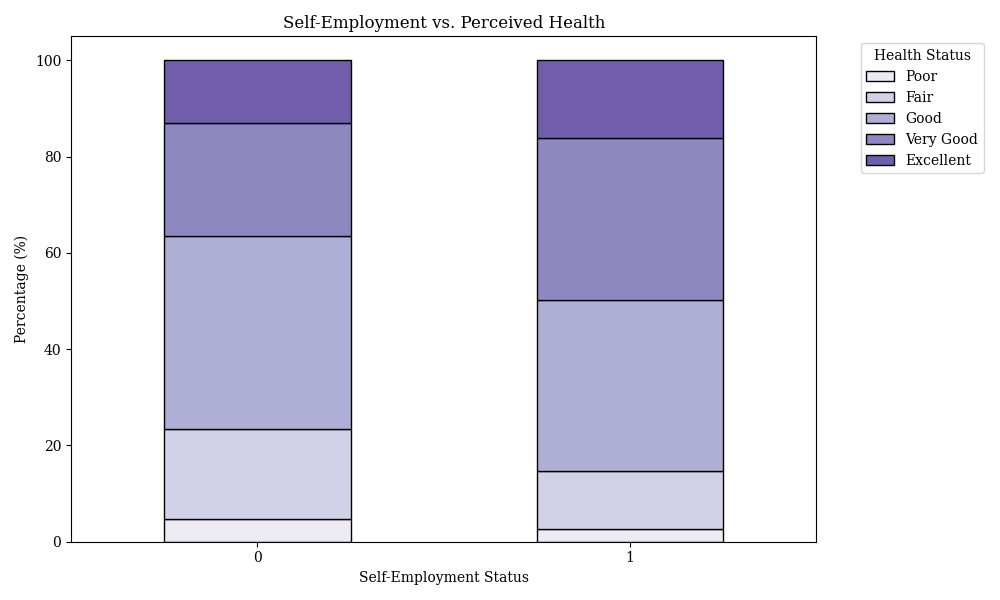 Self-Employment vs. Perceived Health
Health Status
Poor
Fair
Good
Very Good
Excellent
Percentage (%)
100
80
60
40
20
0
0 1
Self-Employment Status